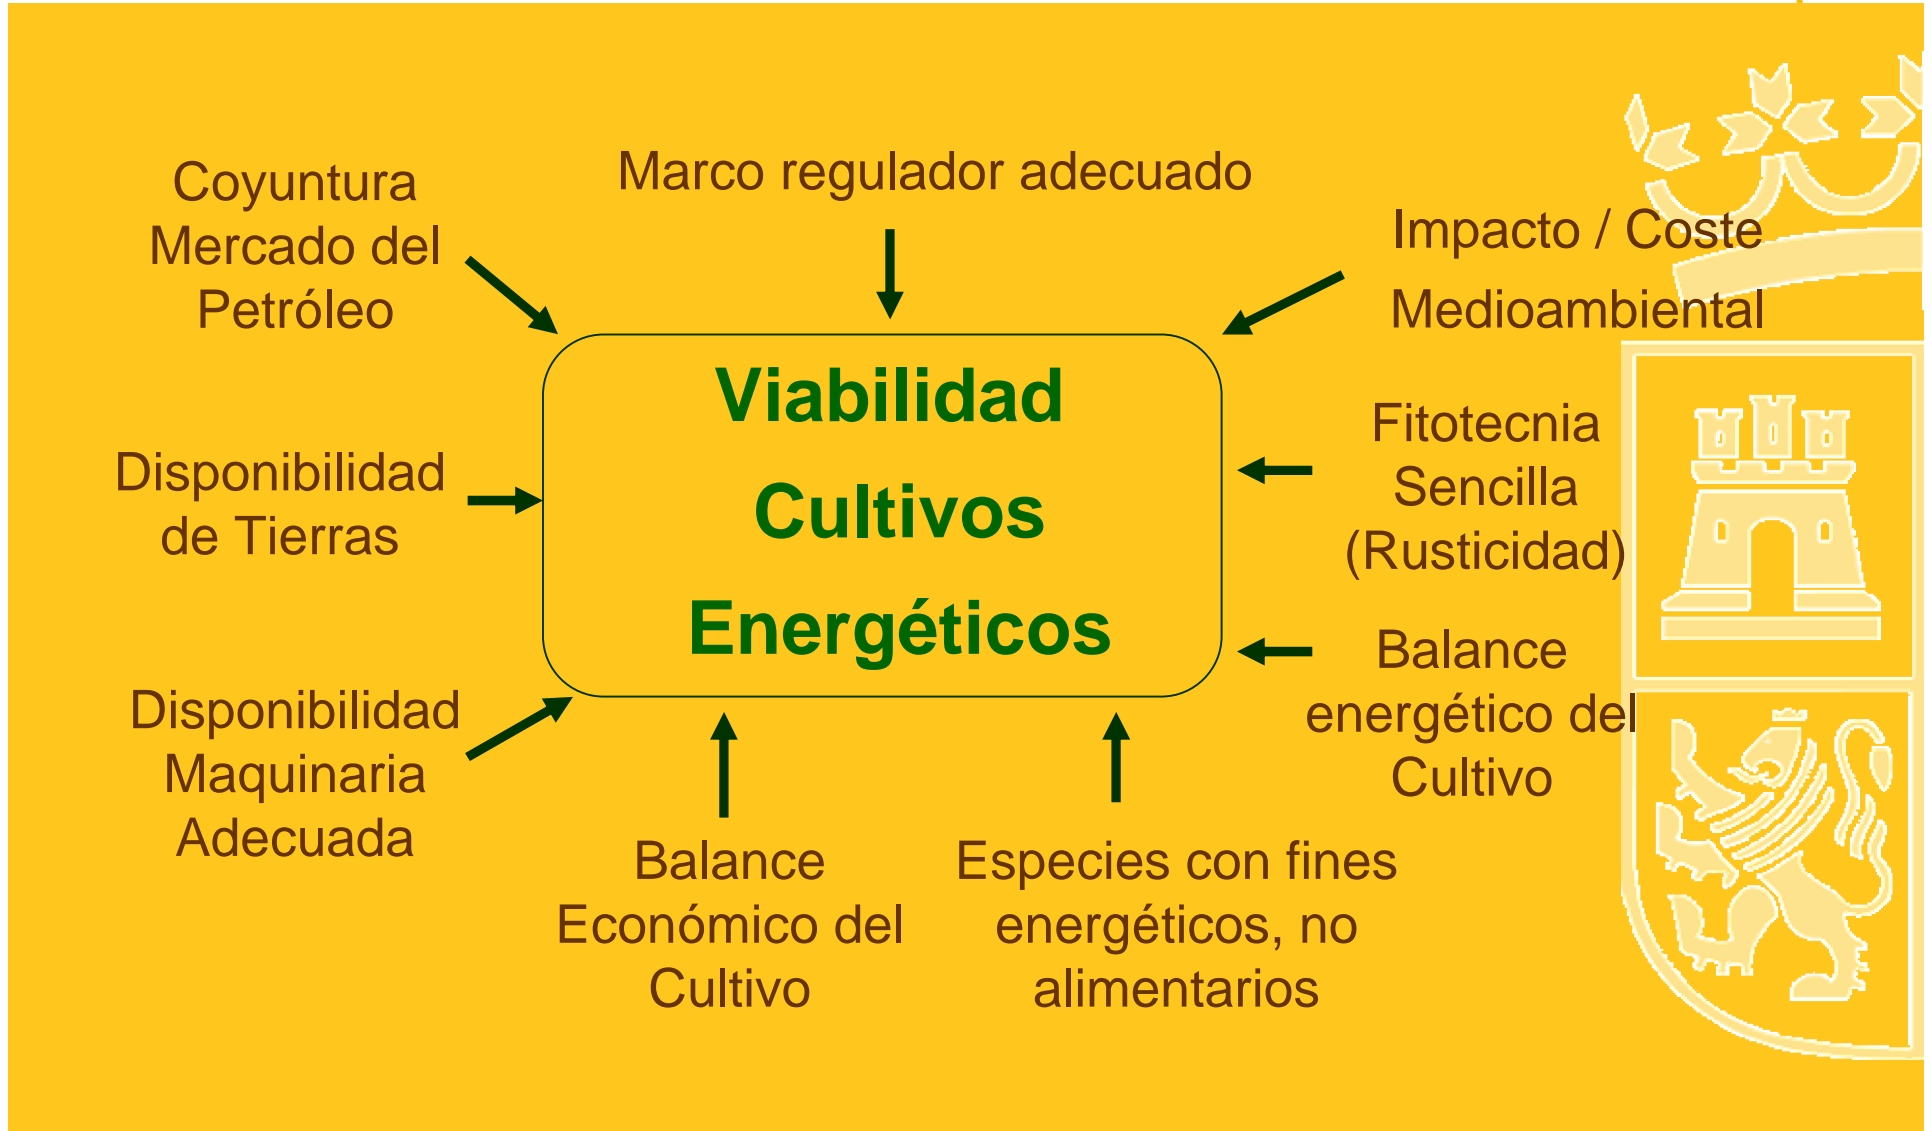 Coyuntura
Mercado del
Petróleo
Marco regulador adecuado
Impacto / Coste
Medioambiental
Viabilidad
Cultivos
Energéticos
Disponibilidad
de Tierras
Fitotecnia
Sencilla
(Rusticidad)
Disponibilidad
Maquinaria
Adecuada
Balance
energético del
Cultivo
Balance
Económico del
Cultivo
Especies con fines
energéticos, no
alimentarios